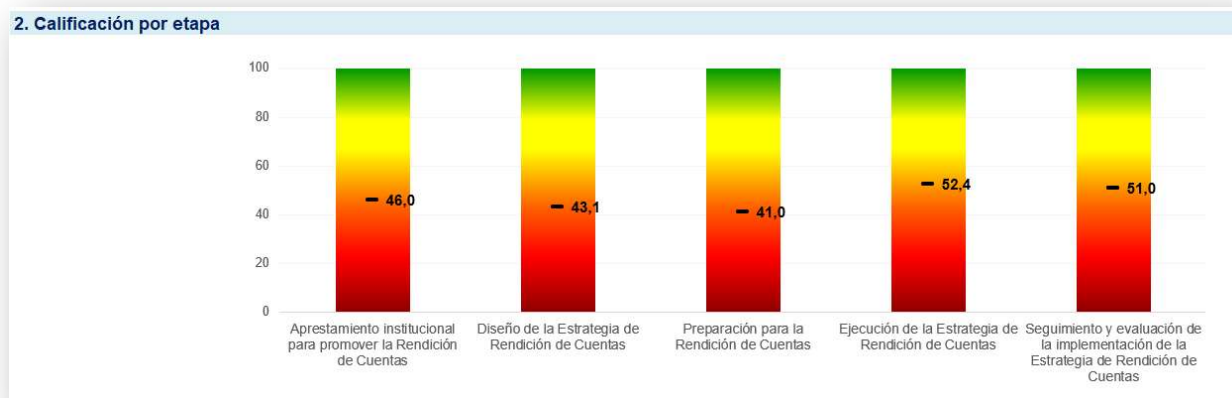 2. Calificación por etapa
100
80
60
40
20
0
46,0
43,1
41,0
52,4
51,0
Aprestamiento institucional
para promover la Rendición
de Cuentas
Diseño de la Estrategia de
Rendición de Cuentas
Preparación para la
Rendición de Cuentas
Ejecución de la Estrategia de
Rendición de Cuentas
Seguimiento y evaluación de
la implementación de la
Estrategia de Rendición de
Cuentas